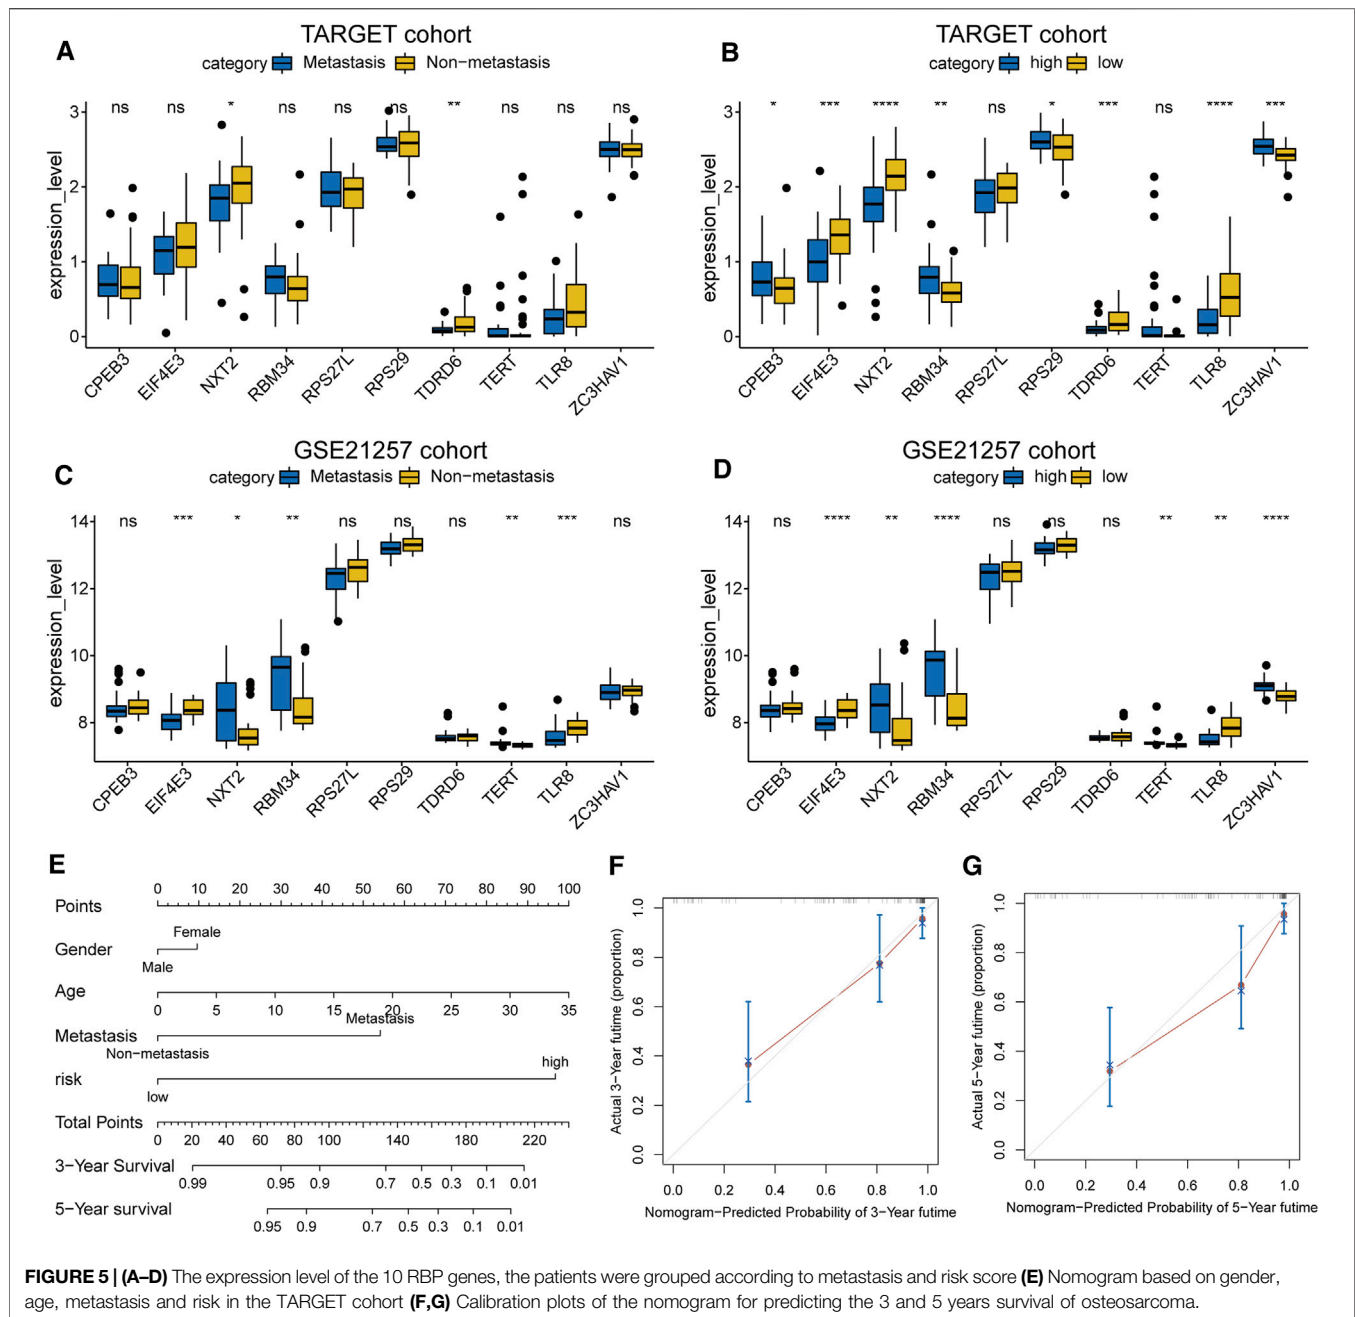 A
TARGET cohort
category Metastasis Non−metastasis
ns ns * ns ns ns ** ns ns ns
expression_level
3
2
1
0
CPEB3 EIF4E3 NXT2 RBM34 RPS27L RPS29 TDRD6 TERT TLR8 ZC3HAV1
B
TARGET cohort
category high low
* *** **** ** ns * *** ns **** ***
expression_level
3
2
1
0
CPEB3 EIF4E3 NXT2 RBM34 RPS27L RPS29 TDRD6 TERT TLR8 ZC3HAV1
C
GSE21257 cohort
category Metastasis Non−metastasis
ns *** * ** ns ns ns ** *** ns
expression_level
14
12
10
8
CPEB3 EIF4E3 NXT2 RBM34 RPS27L RPS29 TDRD6 TERT TLR8 ZC3HAV1
D
GSE21257 cohort
category high low
ns **** ** **** ns ns ns ** ** ****
expression_level
14
12
10
8
CPEB3 EIF4E3 NXT2 RBM34 RPS27L RPS29 TDRD6 TERT TLR8 ZC3HAV1
E
0 10 20 30 40 50 60 70 80 90 100
Points
Female
Gender
Male
Age
0 5 10 15 20 25 30 35
Metastasis
Metastasis
Non−metastasis
high
risk
low
Total Points
0 20 40 60 80 100 140 180 220
3−Year Survival
0.99 0.95 0.9 0.7 0.5 0.3 0.1 0.01
5−Year survival
0.95 0.9 0.7 0.5 0.3 0.1 0.01
F
Actual 3−Year futime (proportion)
1.0
0.8
0.6
0.4
0.2
0.0
0.0 0.2 0.4 0.6 0.8 1.0
Nomogram−Predicted Probability of 3−Year futime
G
Actual 5−Year futime (proportion)
1.0
0.8
0.6
0.4
0.2
0.0
0.0 0.2 0.4 0.6 0.8 1.0
Nomogram−Predicted Probability of 5−Year futime
FIGURE 5 | (A–D) The expression level of the 10 RBP genes, the patients were grouped according to metastasis and risk score (E) Nomogram based on gender,
age, metastasis and risk in the TARGET cohort (F,G) Calibration plots of the nomogram for predicting the 3 and 5 years survival of osteosarcoma.